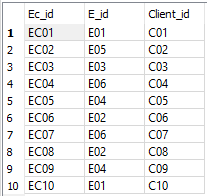 Ec_id E_id Client_id
1 EC01 E01 C01
2 EC02 E05 C02
3 EC03 E03 C03
4 EC04 E06 C04
5 EC05 E04 C05
6 EC06 E02 C06
7 EC07 E06 C07
8 EC08 E02 C08
9 EC09 E04 C09
10 EC10 E01 C10